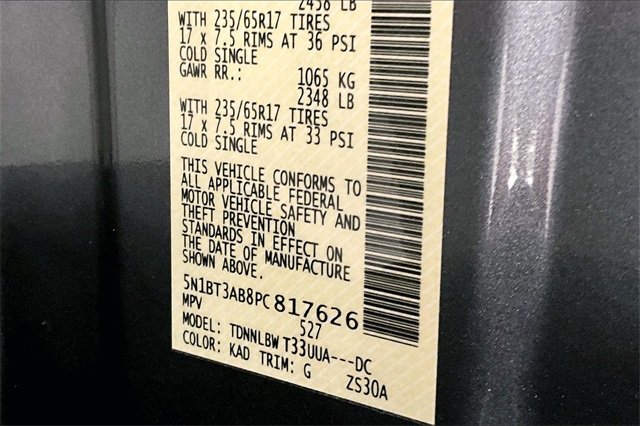 2458 LB
WITH 235/65R17 TIRES
17 x 7.5 RIMS AT 36 PSI
COLD SINGLE
GAWR RR.: 1065 KG
2348 LB
WITH 235/65R17 TIRES
17 x 7.5 RIMS AT 33 PSI
COLD SINGLE
THIS VEHICLE CONFORMS TO
ALL APPLICABLE FEDERAL
MOTOR VEHICLE SAFETY AND
THEFT PREVENTION
STANDARDS IN EFFECT ON
THE DATE OF MANUFACTURE
SHOWN ABOVE.
5N1BT3AB8PC817626
MPV 527
MODEL: TDNNLBW T33UUA---DC
COLOR: KAD TRIM: G ZS30A